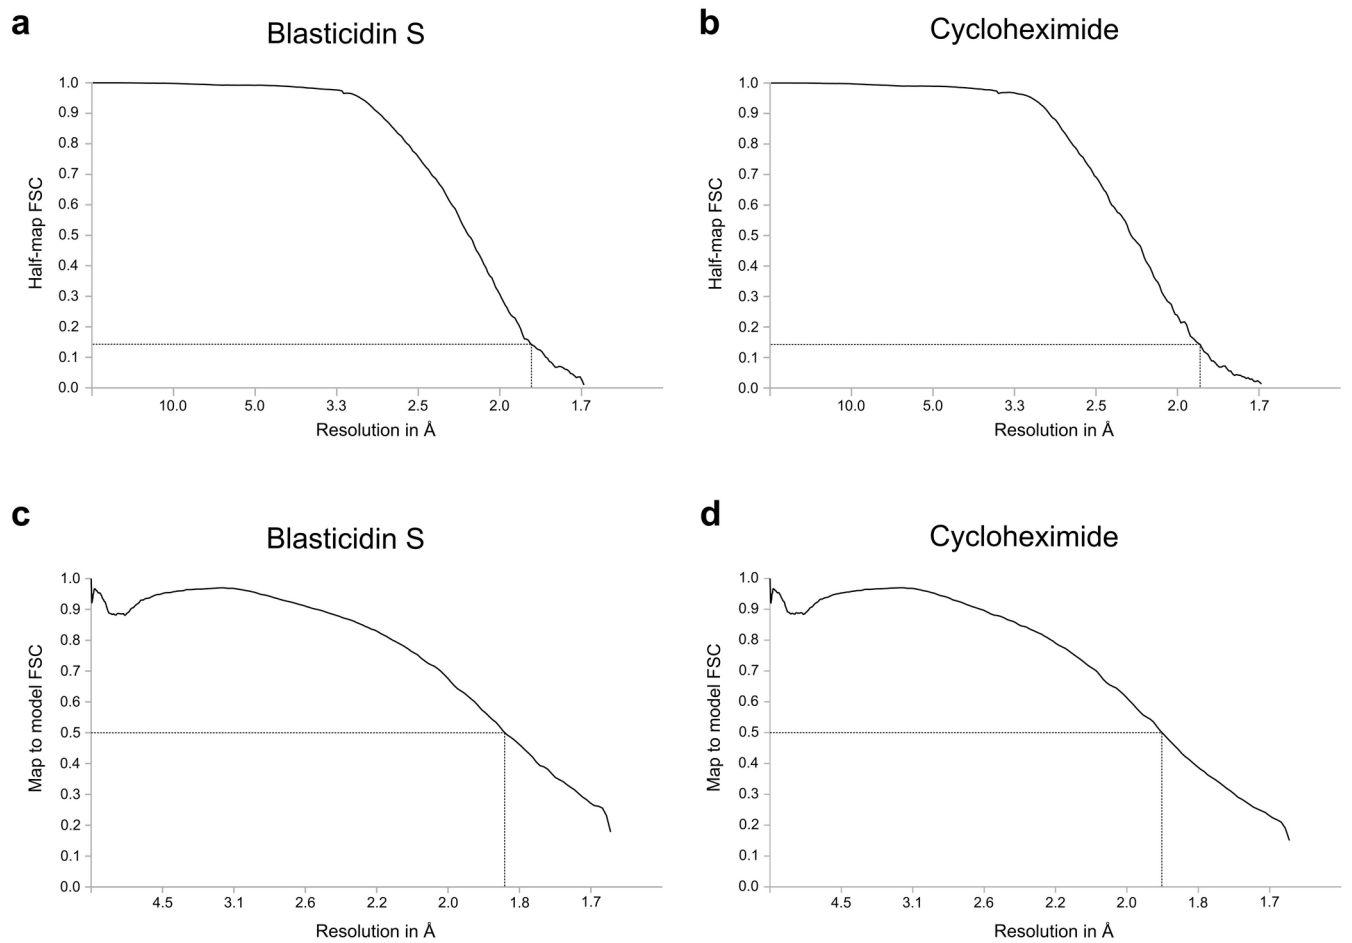 a
Blasticidin S
1.0
0.9
0.8
0.7
0.6
0.5
0.4
0.3
0.2
0.1
0.0
Half-map FSC
10.0 5.0 3.3 2.5 2.0 1.7
Resolution in Å
b
Cycloheximide
1.0
0.9
0.8
0.7
0.6
0.5
0.4
0.3
0.2
0.1
0.0
Half-map FSC
10.0 5.0 3.3 2.5 2.0 1.7
Resolution in Å
c
Blasticidin S
1.0
0.9
0.8
0.7
0.6
0.5
0.4
0.3
0.2
0.1
0.0
Map to model FSC
4.5 3.1 2.6 2.2 2.0 1.8 1.7
Resolution in Å
d
Cycloheximide
1.0
0.9
0.8
0.7
0.6
0.5
0.4
0.3
0.2
0.1
0.0
Map to model FSC
4.5 3.1 2.6 2.2 2.0 1.8 1.7
Resolution in Å